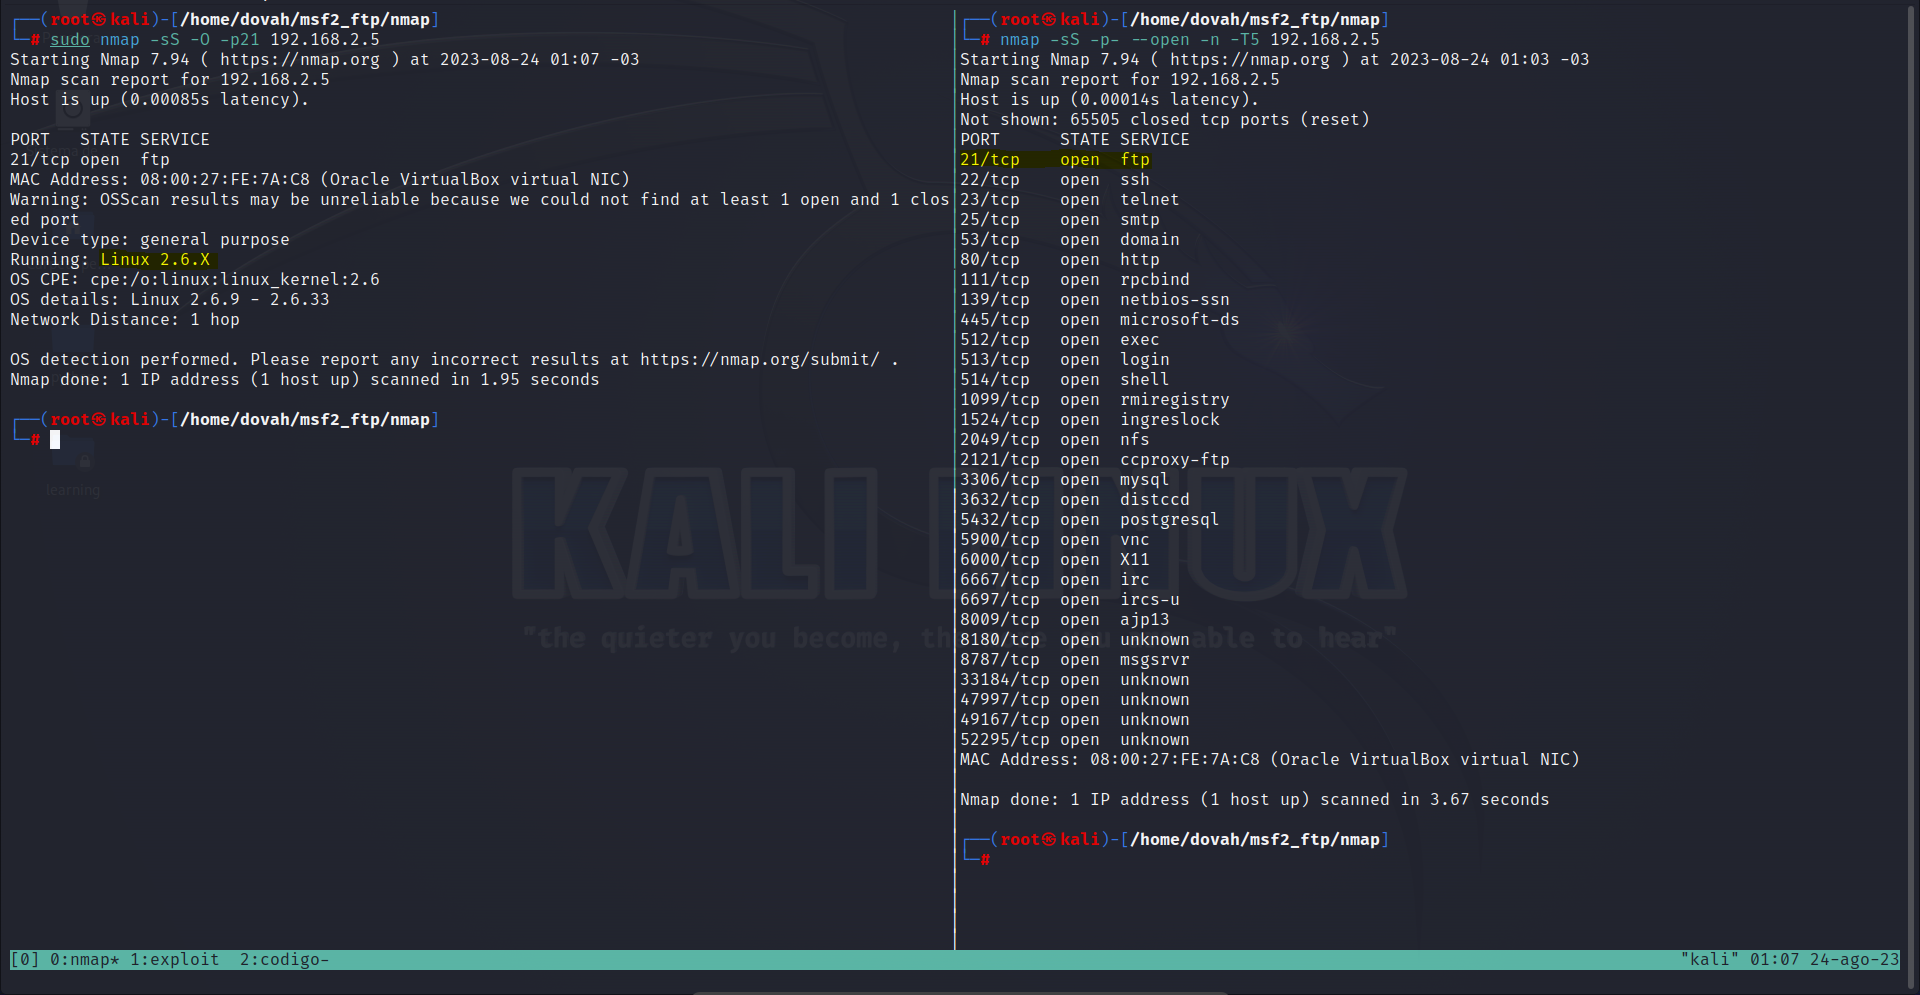 ┌──(root㉿kali)-[/home/dovah/msf2_ftp/nmap]
└─# sudo nmap -sS -O -p21 192.168.2.5
Starting Nmap 7.94 ( https://nmap.org ) at 2023-08-24 01:07 -03
Nmap scan report for 192.168.2.5
Host is up (0.00085s latency).
PORT   STATE SERVICE
21/tcp open  ftp
MAC Address: 08:00:27:FE:7A:C8 (Oracle VirtualBox virtual NIC)
Warning: OSScan results may be unreliable because we could not find at least 1 open and 1 clos
ed port
Device type: general purpose
Running: Linux 2.6.X
OS CPE: cpe:/o:linux:linux_kernel:2.6
OS details: Linux 2.6.9 - 2.6.33
Network Distance: 1 hop
OS detection performed. Please report any incorrect results at https://nmap.org/submit/ .
Nmap done: 1 IP address (1 host up) scanned in 1.95 seconds
┌──(root㉿kali)-[/home/dovah/msf2_ftp/nmap]
└─#
learning
┌──(root㉿kali)-[/home/dovah/msf2_ftp/nmap]
└─# nmap -sS -p- --open -n -T5 192.168.2.5
Starting Nmap 7.94 ( https://nmap.org ) at 2023-08-24 01:03 -03
Nmap scan report for 192.168.2.5
Host is up (0.00014s latency).
Not shown: 65505 closed tcp ports (reset)
PORT      STATE SERVICE
21/tcp    open  ftp
22/tcp    open  ssh
23/tcp    open  telnet
25/tcp    open  smtp
53/tcp    open  domain
80/tcp    open  http
111/tcp   open  rpcbind
139/tcp   open  netbios-ssn
445/tcp   open  microsoft-ds
512/tcp   open  exec
513/tcp   open  login
514/tcp   open  shell
1099/tcp  open  rmiregistry
1524/tcp  open  ingreslock
2049/tcp  open  nfs
2121/tcp  open  ccproxy-ftp
3306/tcp  open  mysql
3632/tcp  open  distccd
5432/tcp  open  postgresql
5900/tcp  open  vnc
6000/tcp  open  X11
6667/tcp  open  irc
6697/tcp  open  ircs-u
8009/tcp  open  ajp13
8180/tcp  open  unknown
8787/tcp  open  msgsrvr
33184/tcp open  unknown
47997/tcp open  unknown
49167/tcp open  unknown
52295/tcp open  unknown
MAC Address: 08:00:27:FE:7A:C8 (Oracle VirtualBox virtual NIC)
Nmap done: 1 IP address (1 host up) scanned in 3.67 seconds
┌──(root㉿kali)-[/home/dovah/msf2_ftp/nmap]
└─#
KALI LINUX
"the quieter you become, the you able to hear"
[0] 0:nmap* 1:exploit  2:codigo-
"kali" 01:07 24-ago-23